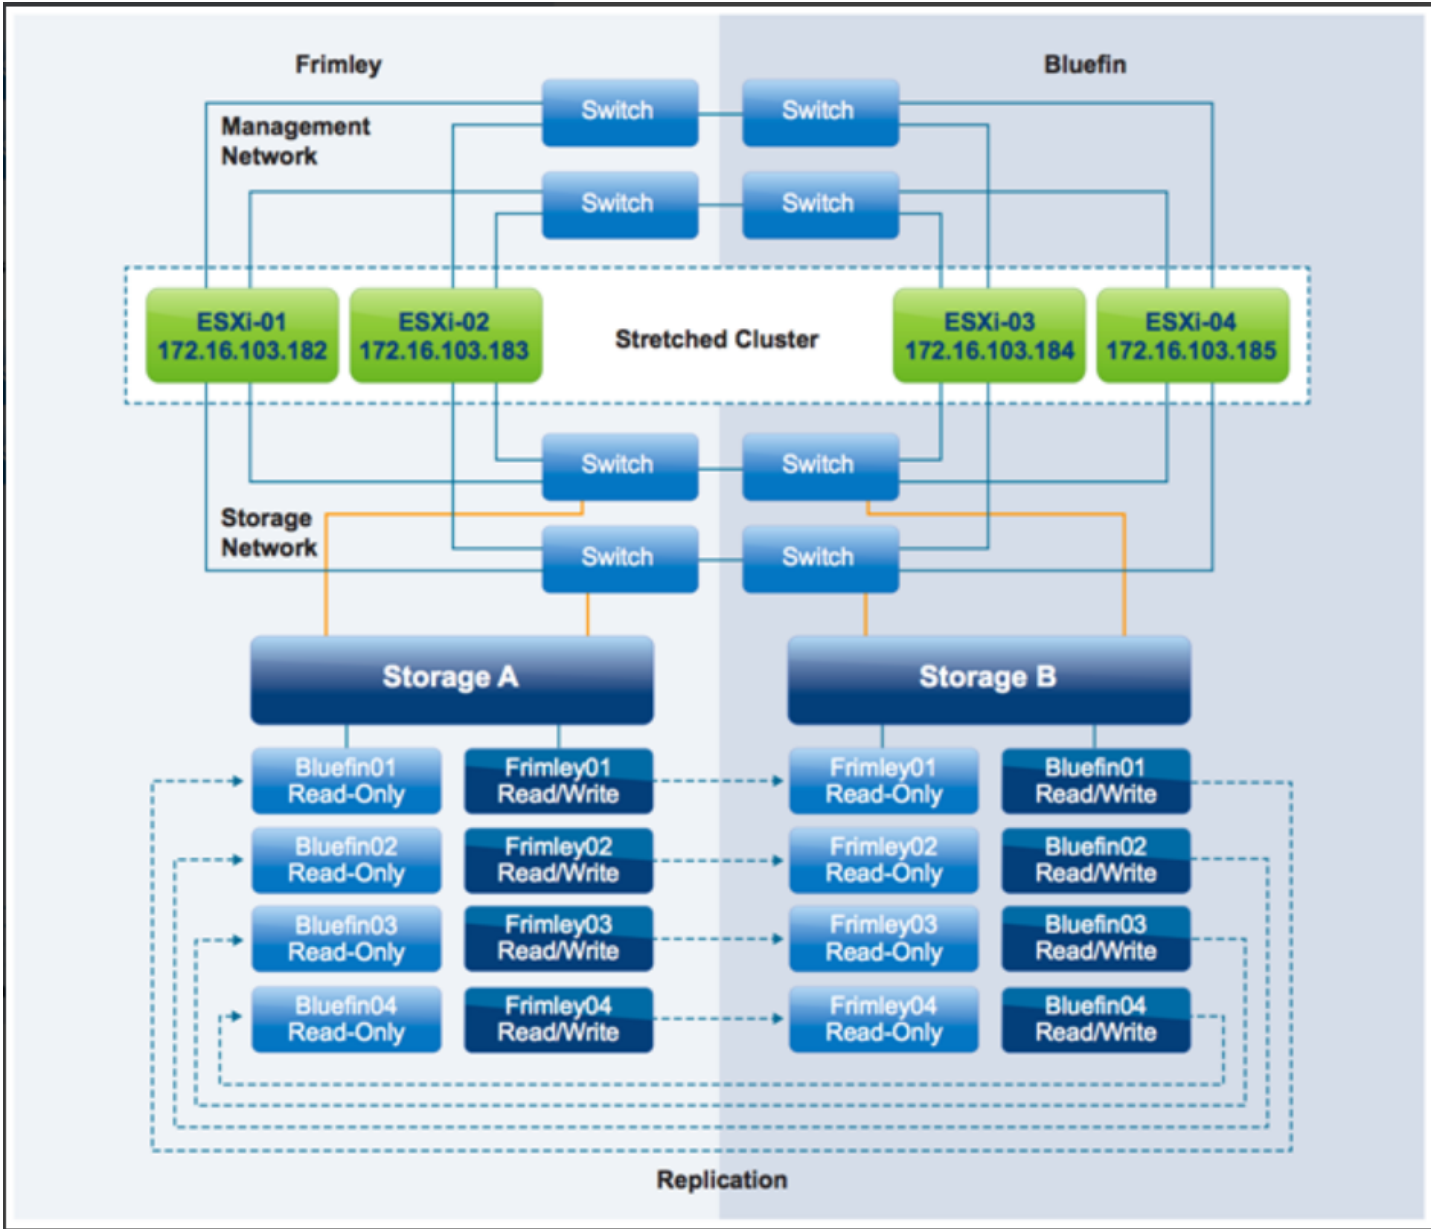 Frimley
Bluefin
Switch
Switch
Management
Network
Switch
Switch
ESXi-01
172.16.103.182
ESXi-02
172.16.103.183
Stretched Cluster
ESXi-03
172.16.103.184
ESXi-04
172.16.103.185
Switch
Switch
Storage
Network
Switch
Switch
Storage A
Storage B
Bluefin01
Read-Only
Frimley01
Read/Write
Frimley01
Read-Only
Bluefin01
Read/Write
Bluefin02
Read-Only
Frimley02
Read/Write
Frimley02
Read-Only
Bluefin02
Read/Write
Bluefin03
Read-Only
Frimley03
Read/Write
Frimley03
Read-Only
Bluefin03
Read/Write
Bluefin04
Read-Only
Frimley04
Read/Write
Frimley04
Read-Only
Bluefin04
Read/Write
Replication